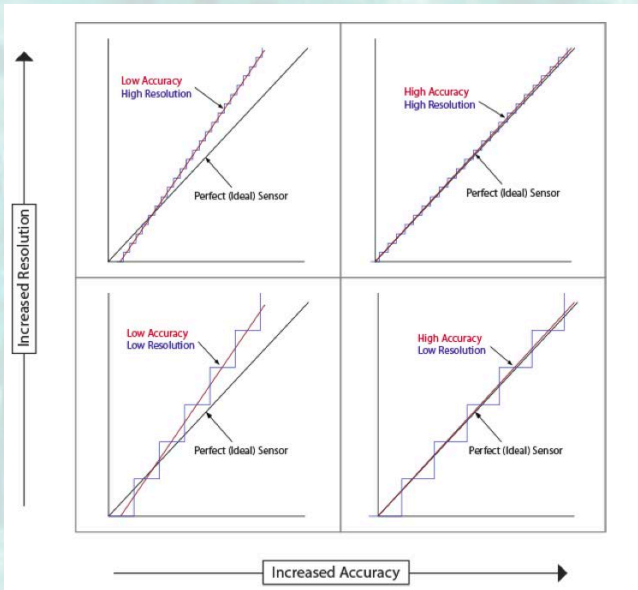 Low Accuracy
High Resolution
Perfect (Ideal) Sensor
High Accuracy
High Resolution
Perfect (Ideal) Sensor
Increased Resolution
Low Accuracy
Low Resolution
Perfect (Ideal) Sensor
High Accuracy
Low Resolution
Perfect (Ideal) Sensor
Increased Accuracy